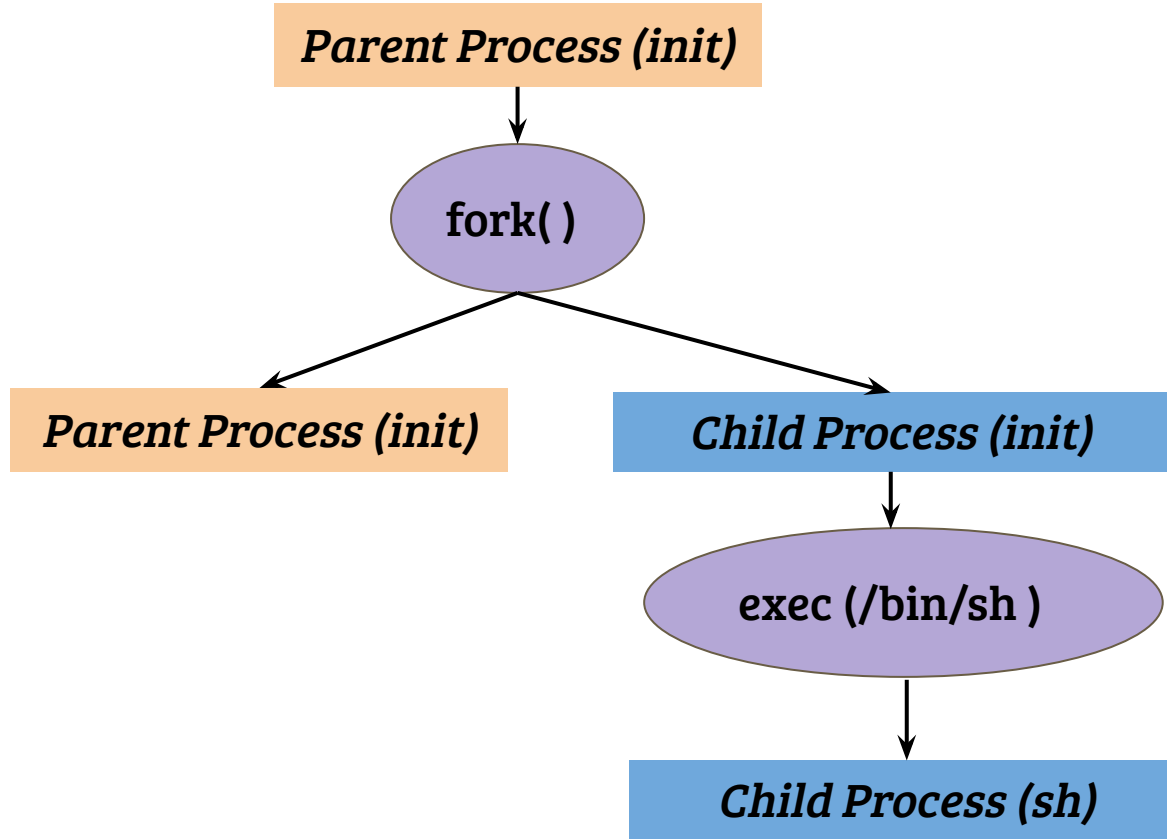 Parent Process (init)
fork( )
Parent Process (init)
Child Process (init)
exec (/bin/sh )
Child Process (sh)